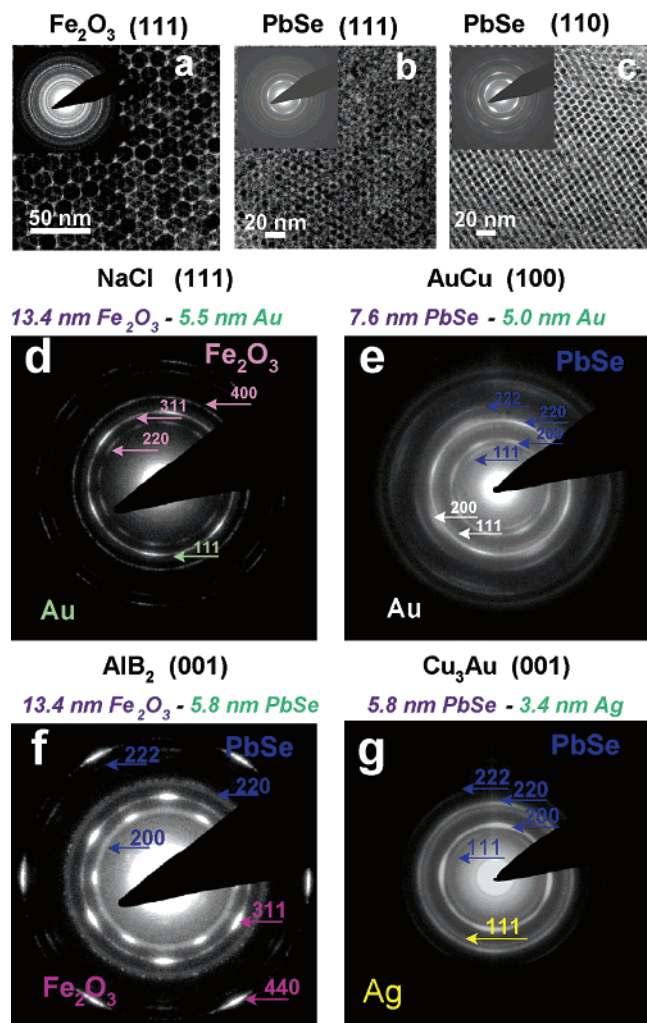 Fe2O3 (111) PbSe (111) PbSe (110)
a b c
50 nm 20 nm 20 nm
NaCl (111) AuCu (100)
13.4 nm Fe2O3 - 5.5 nm Au 7.6 nm PbSe - 5.0 nm Au
d Fe2O3 e PbSe
400 222
311 220
220 200
111
200
111 111
Au Au
AlB2 (001) Cu3Au (001)
13.4 nm Fe2O3 - 5.8 nm PbSe 5.8 nm PbSe - 3.4 nm Ag
f PbSe g PbSe
222 222
220 220
200 200
111
311 111
Fe2O3 440 Ag